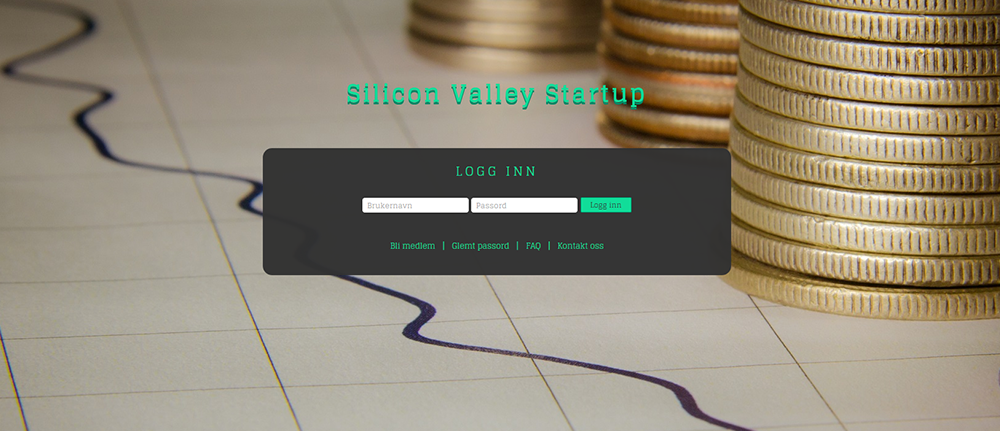 Silicon Valley Startup
LOGG INN
Brukernavn Passord Logg inn
Bli medlem | Glemt passord | FAQ | Kontakt oss